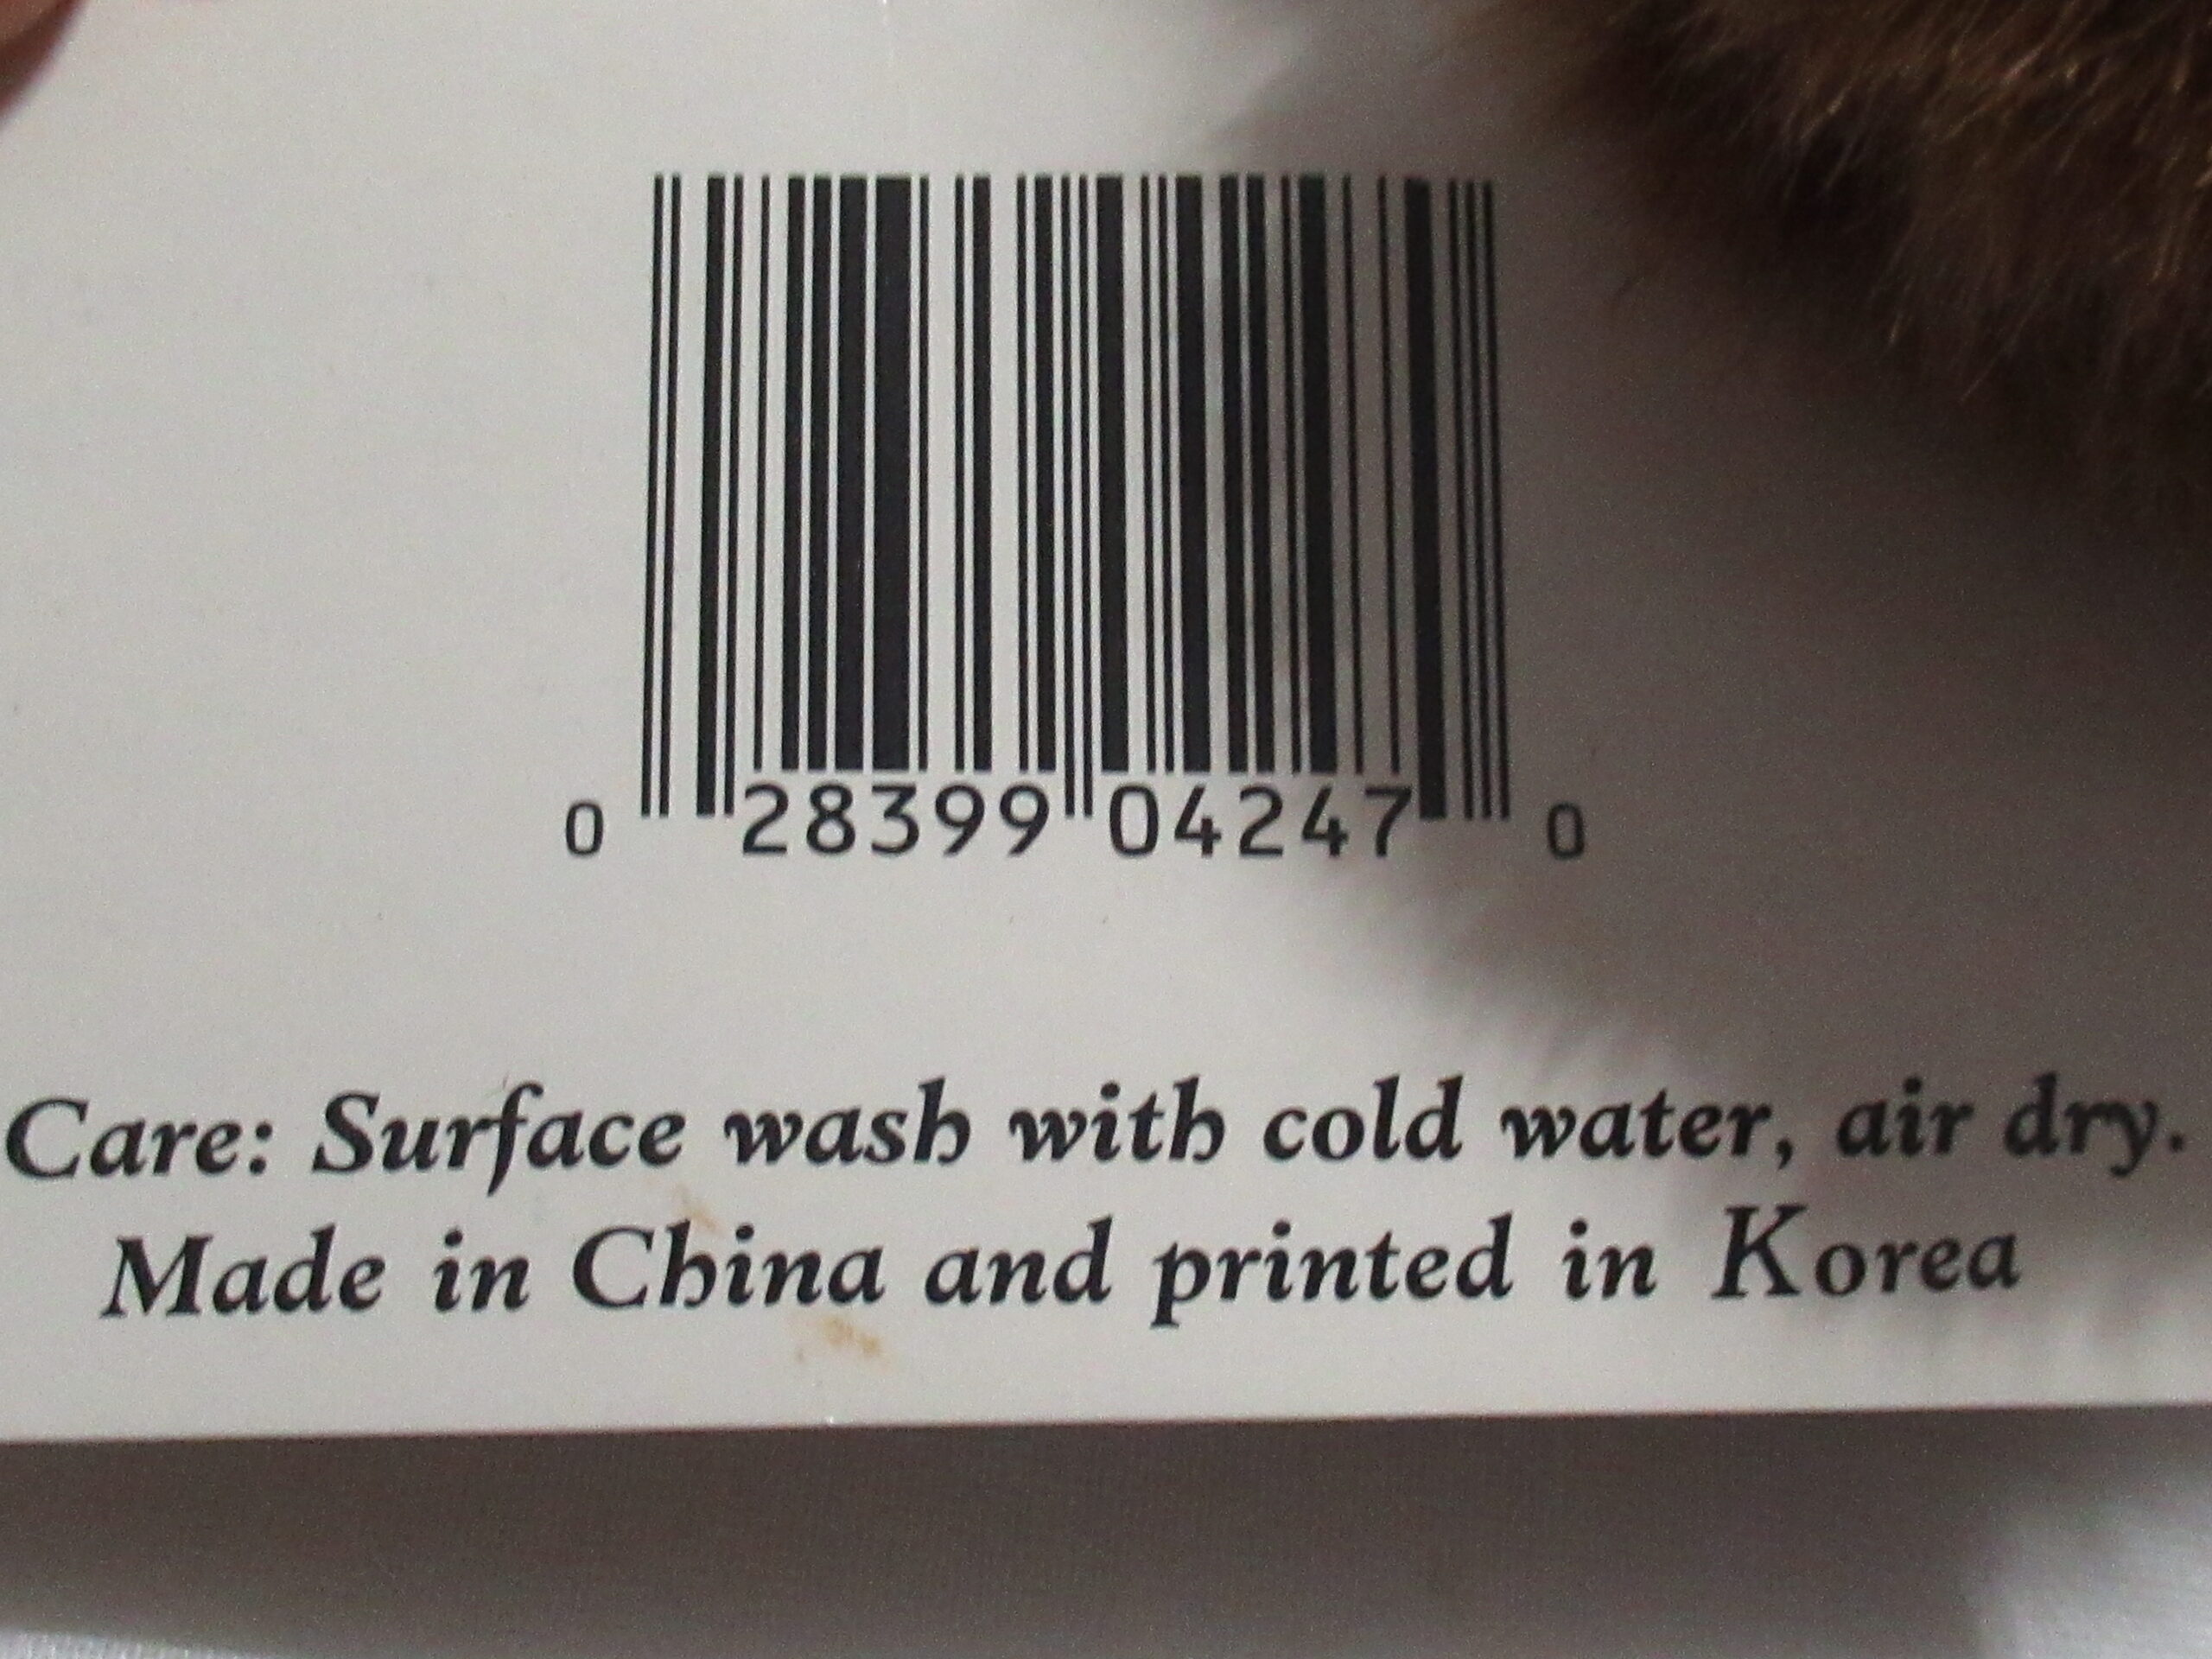 0 28399 04247 0
Care: Surface wash with cold water, air dry.
Made in China and printed in Korea